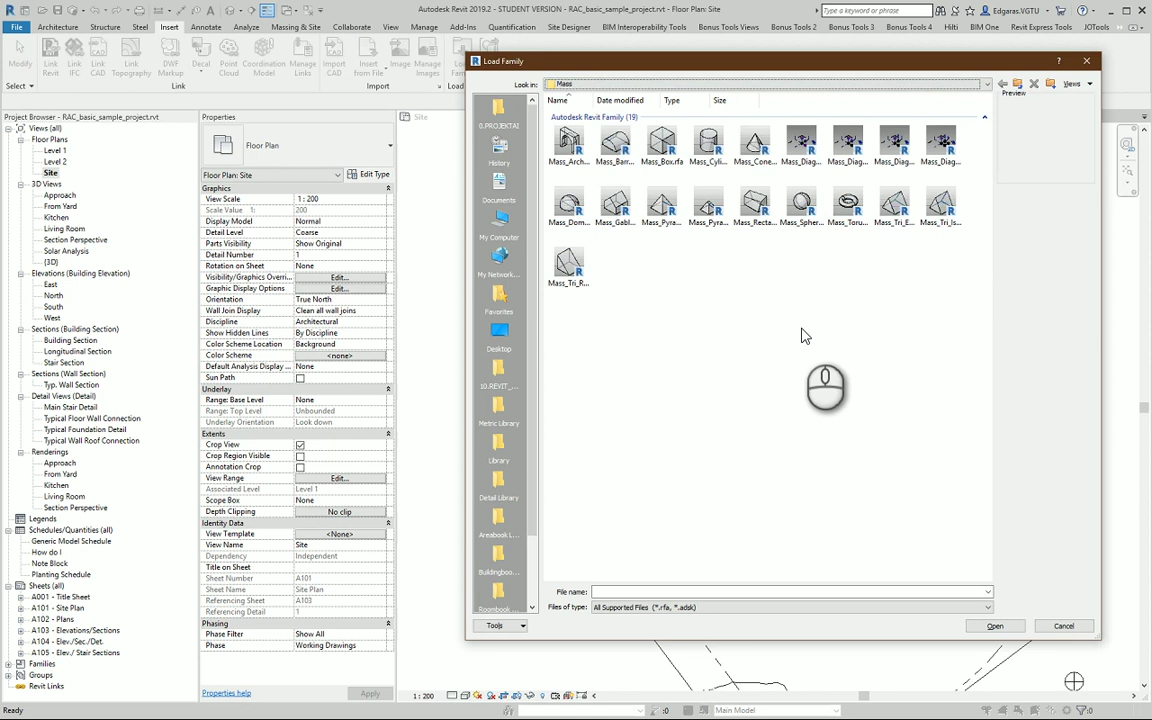 Autodesk Revit 2019.2 - STUDENT VERSION - RAC_basic_sample_project.rvt - Floor Plan: Site
Type a keyword or phrase
Edgaras.VGTU
File Architecture Structure Steel Insert Annotate Analyze Massing & Site Collaborate View Manage Add-Ins Quantification Site Designer BIM Interoperability Tools Bonus Tools Views Bonus Tools 3 Bonus Tools 4 Hilti BIM One Revit Express Tools JOTools
Modify
Link Revit
Link IFC
Link CAD
Link Topography
DWF Markup
Decal
Point Cloud
Coordination Model
Manage Links
Import CAD
Insert from File
Image
Manage Images
Select
Link
Import
Project Browser - RAC_basic_sample_project.rvt
Views (all)
Floor Plans
Level 1
Level 2
Site
3D Views
Approach
From Yard
Kitchen
Living Room
Section Perspective
Solar Analysis
{3D}
Elevations (Building Elevation)
East
North
South
West
Sections (Building Section)
Building Section
Longitudinal Section
Stair Section
Sections (Wall Section)
Typ. Wall Section
Detail Views (Detail)
Main Stair Detail
Typical Floor Wall Connection
Typical Foundation Detail
Typical Wall Roof Connection
Renderings
Approach
From Yard
Kitchen
Living Room
Section Perspective
Legends
Schedules/Quantities (all)
Generic Model Schedule
How do I
Note Block
Planting Schedule
Sheets (all)
A001 - Title Sheet
A101 - Site Plan
A102 - Plans
A103 - Elevations/Sections
A104 - Elev./Sec./Det.
A105 - Elev./ Stair Sections
Families
Groups
Revit Links
Properties
Floor Plan
Floor Plan: Site
Edit Type
Graphics
View Scale 1 : 200
Scale Value 1: 200
Display Model Normal
Detail Level Coarse
Parts Visibility Show Original
Detail Number 1
Rotation on Sheet None
Visibility/Graphics Overri... Edit...
Graphic Display Options Edit...
Orientation True North
Wall Join Display Clean all wall joins
Discipline Architectural
Show Hidden Lines By Discipline
Color Scheme Location Background
Color Scheme <none>
Default Analysis Display ... None
Sun Path
Underlay
Range: Base Level None
Range: Top Level Unbounded
Underlay Orientation Look down
Extents
Crop View
Crop Region Visible
Annotation Crop
View Range Edit...
Associated Level Level 1
Scope Box None
Depth Clipping No clip
Identity Data
View Template <None>
View Name Site
Dependency Independent
Title on Sheet
Sheet Number A101
Sheet Name Site Plan
Referencing Sheet A103
Referencing Detail 1
Phasing
Phase Filter Show All
Phase Working Drawings
Properties help
Apply
Site
Load Family
Look in: Mass
Views
Preview
Name Date modified Type Size
Autodesk Revit Family (19)
Mass_Arch... Mass_Barr... Mass_Box.rfa Mass_Cyli... Mass_Cone... Mass_Diag... Mass_Diag... Mass_Diag... Mass_Diag...
Mass_Dom... Mass_Gabl... Mass_Pyra... Mass_Pyra... Mass_Recta... Mass_Spher... Mass_Toru... Mass_Tri_E... Mass_Tri_Is...
Mass_Tri_R...
0.PROJEKTAI
History
Documents
My Computer
My Network...
Favorites
Desktop
10.REVIT_...
Metric Library
Library
Detail Library
Areabook L...
Buildingboo...
Roombook...
File name:
Files of type: All Supported Files (*.rfa, *.adsk)
Tools
Open
Cancel
1 : 200
Ready
:0
Main Model
:0